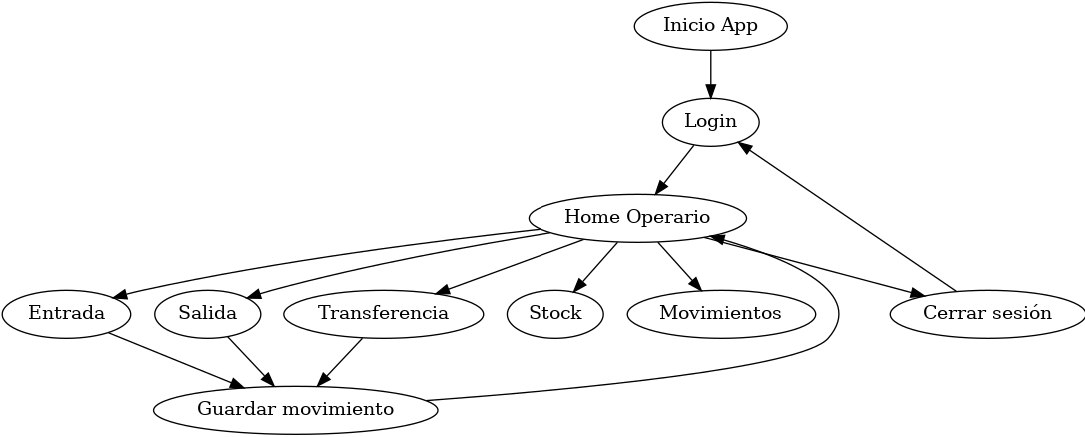 Inicio App
Login
Home Operario
Entrada
Salida
Transferencia
Stock
Movimientos
Cerrar sesión
Guardar movimiento